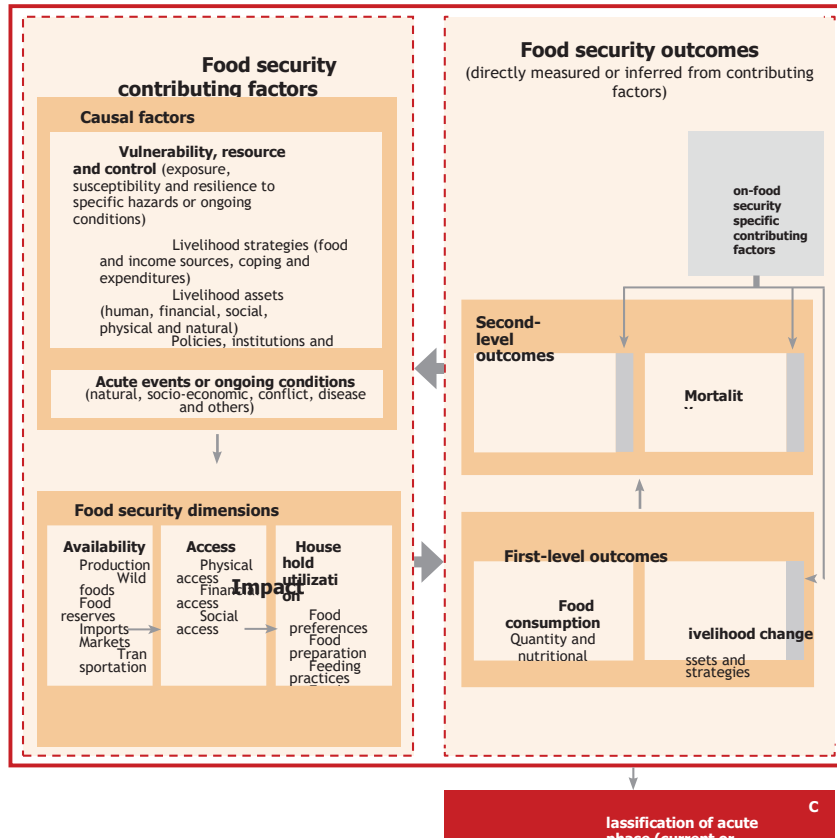 Food security
contributing factors
Causal factors
Vulnerability, resource
and control (exposure,
susceptibility and resilience to
specific hazards or ongoing
conditions)
Livelihood strategies (food
and income sources, coping and
expenditures)
Livelihood assets
(human, financial, social,
physical and natural)
Policies, institutions and
Acute events or ongoing conditions
(natural, socio-economic, conflict, disease
and others)
Food security dimensions
Availability
Production
Wild
foods
Food
reserves
Imports
Markets
Tran
sportation
Access
Physical
access
Financial
access
Social
access
Impact
House
hold
utilizati
on
Food
preferences
Food
preparation
Feeding
practices
Food security outcomes
(directly measured or inferred from contributing
factors)
on-food
security
specific
contributing
factors
Second-
level
outcomes
Mortalit
First-level outcomes
Food
consumption
Quantity and
nutritional
ivelihood change
ssets and
strategies
C
lassification of acute
phase (current or